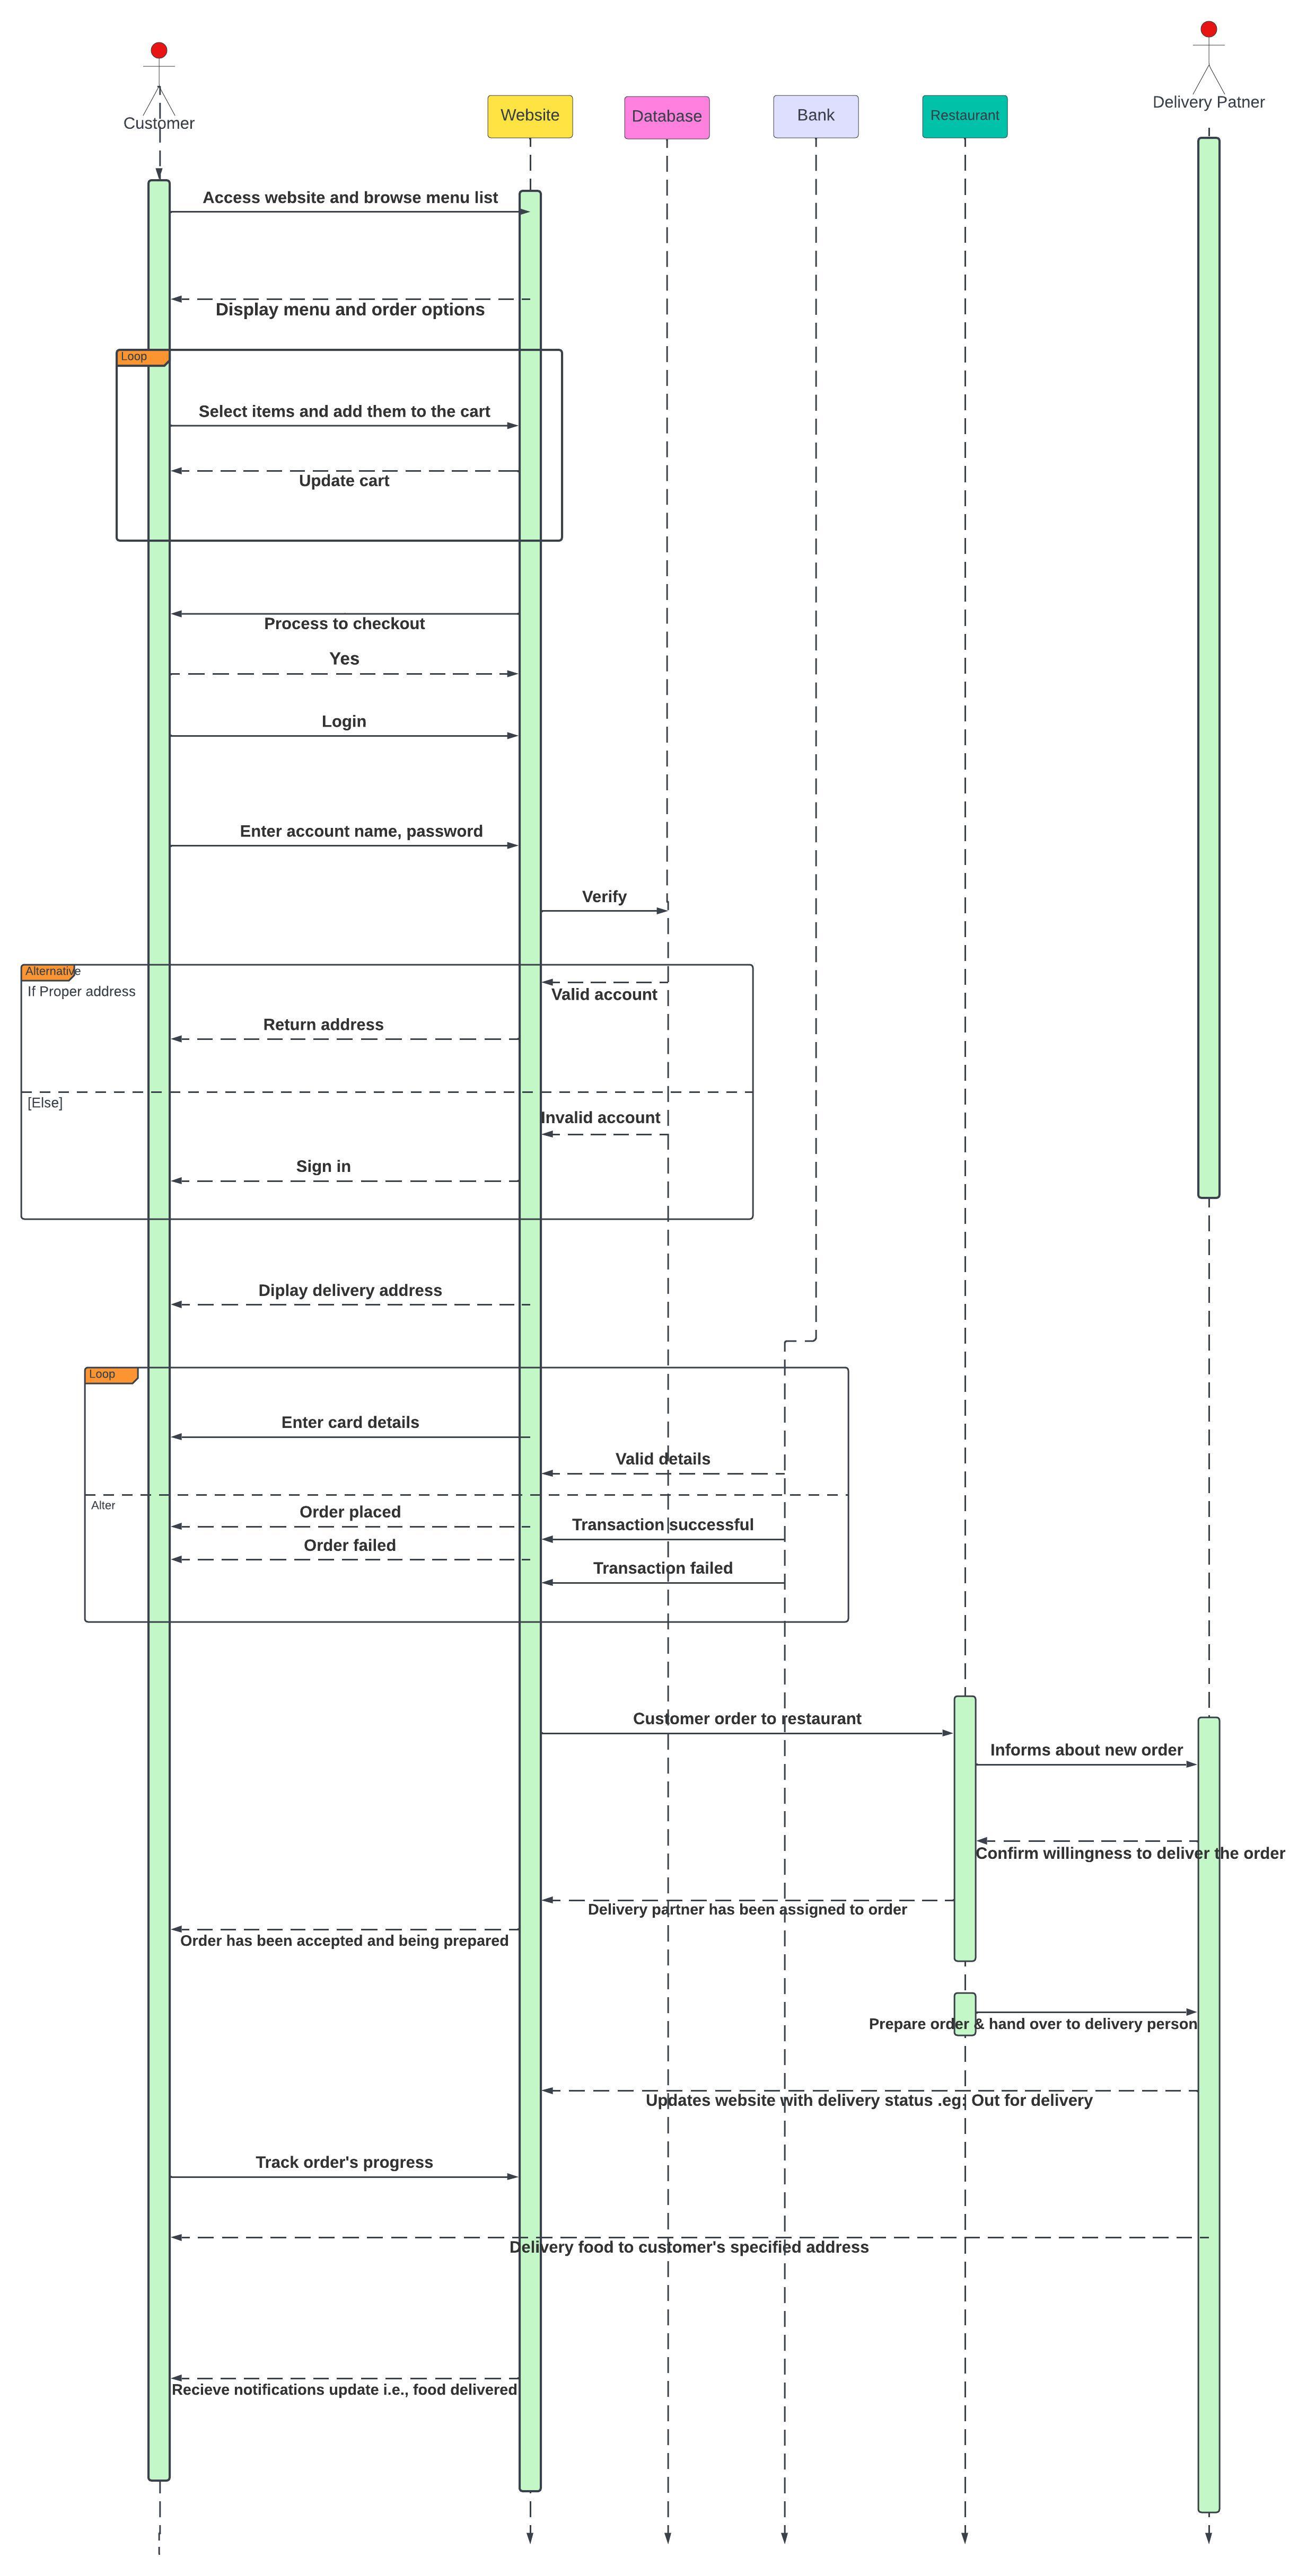 Customer
Website
Database
Bank
Restaurant
Delivery Patner
Access website and browse menu list
Display menu and order options
Loop
Select items and add them to the cart
Update cart
Process to checkout
Yes
Login
Enter account name, password
Verify
Alternative
If Proper address
Valid account
Return address
[Else]
Invalid account
Sign in
Diplay delivery address
Loop
Enter card details
Valid details
Alter
Order placed
Transaction successful
Order failed
Transaction failed
Customer order to restaurant
Informs about new order
Confirm willingness to deliver the order
Delivery partner has been assigned to order
Order has been accepted and being prepared
Prepare order & hand over to delivery person
Updates website with delivery status .eg: Out for delivery
Track order's progress
Delivery food to customer's specified address
Recieve notifications update i.e., food delivered